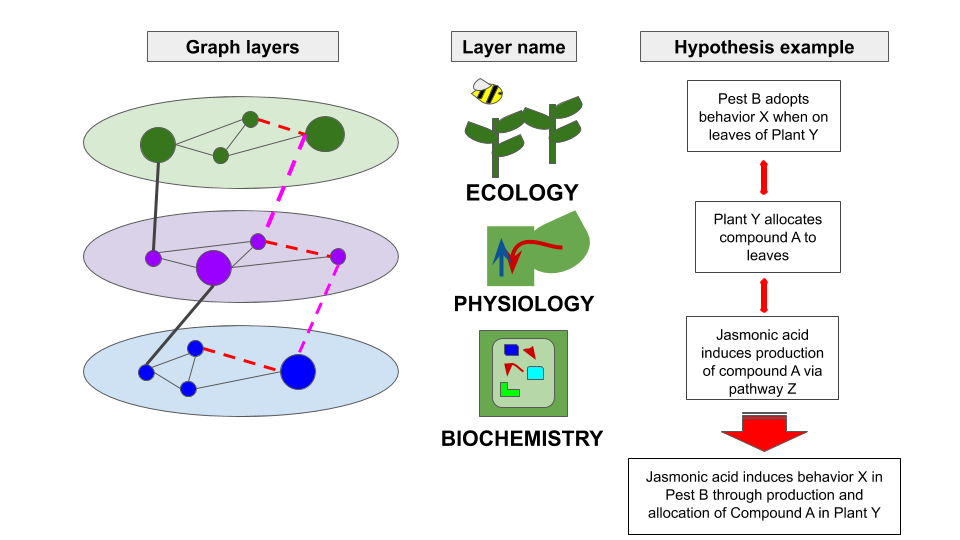 Graph layers
Layer name
Hypothesis example
ECOLOGY
PHYSIOLOGY
BIOCHEMISTRY
Pest B adopts
behavior X when on
leaves of Plant Y
Plant Y allocates
compound A to
leaves
Jasmonic acid
induces production
of compound A via
pathway Z
Jasmonic acid induces behavior X in
Pest B through production and
allocation of Compound A in Plant Y